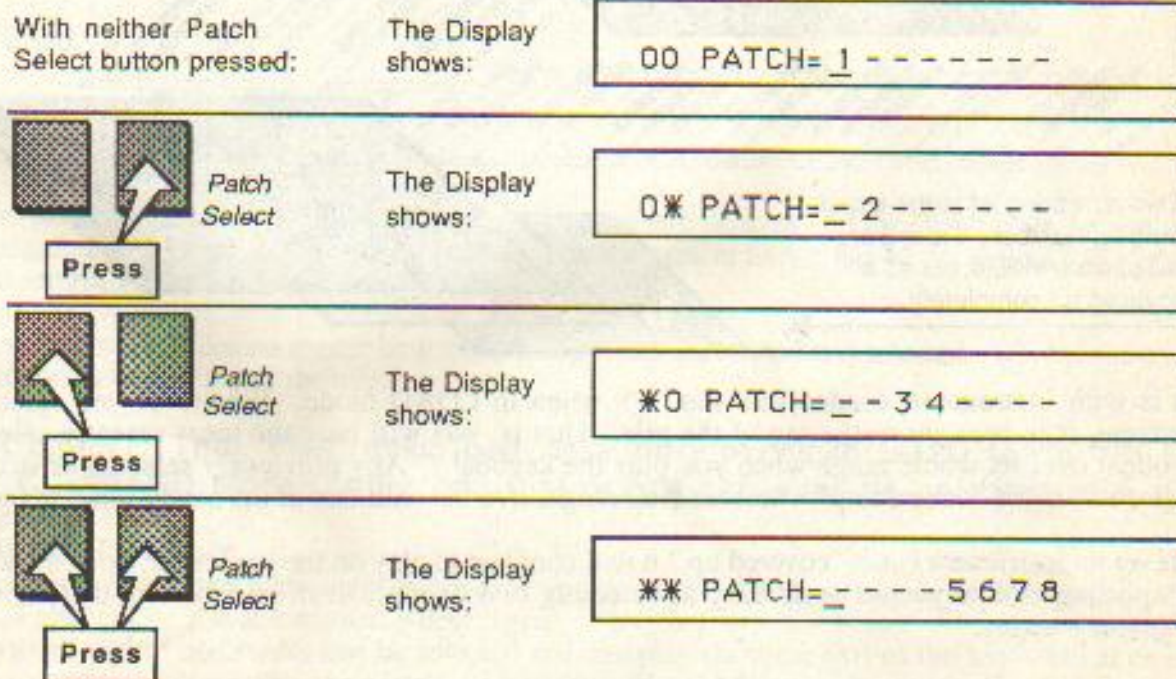 With neither Patch
Select button pressed:
The Display
shows:
00 PATCH= 1 - - - - - - -
Patch
Select
Press
The Display
shows:
0* PATCH= - 2 - - - - - -
Patch
Select
Press
The Display
shows:
*0 PATCH= - - 3 4 - - - -
Patch
Select
Press
The Display
shows:
** PATCH= - - - - 5 6 7 8